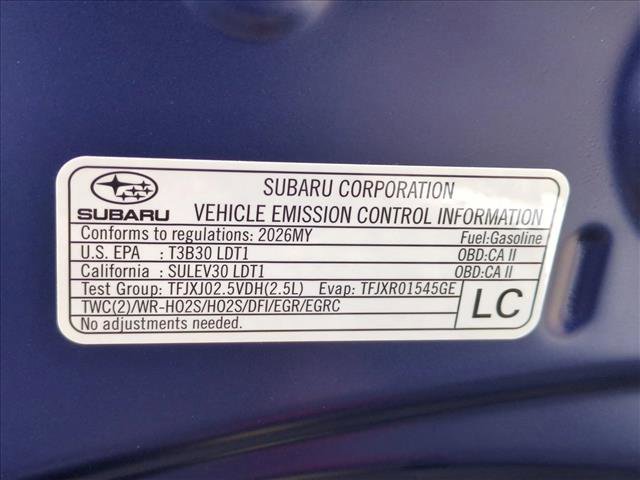 SUBARU CORPORATION
SUBARU VEHICLE EMISSION CONTROL INFORMATION
Conforms to regulations: 2026MY Fuel:Gasoline
U.S. EPA : T3B30 LDT1 OBD:CA II
California : SULEV30 LDT1 OBD:CA II
Test Group: TFJXJ02.5VDH(2.5L) Evap: TFJXR01545GE
TWC(2)/WR-HO2S/HO2S/DFI/EGR/EGRC
No adjustments needed.
LC